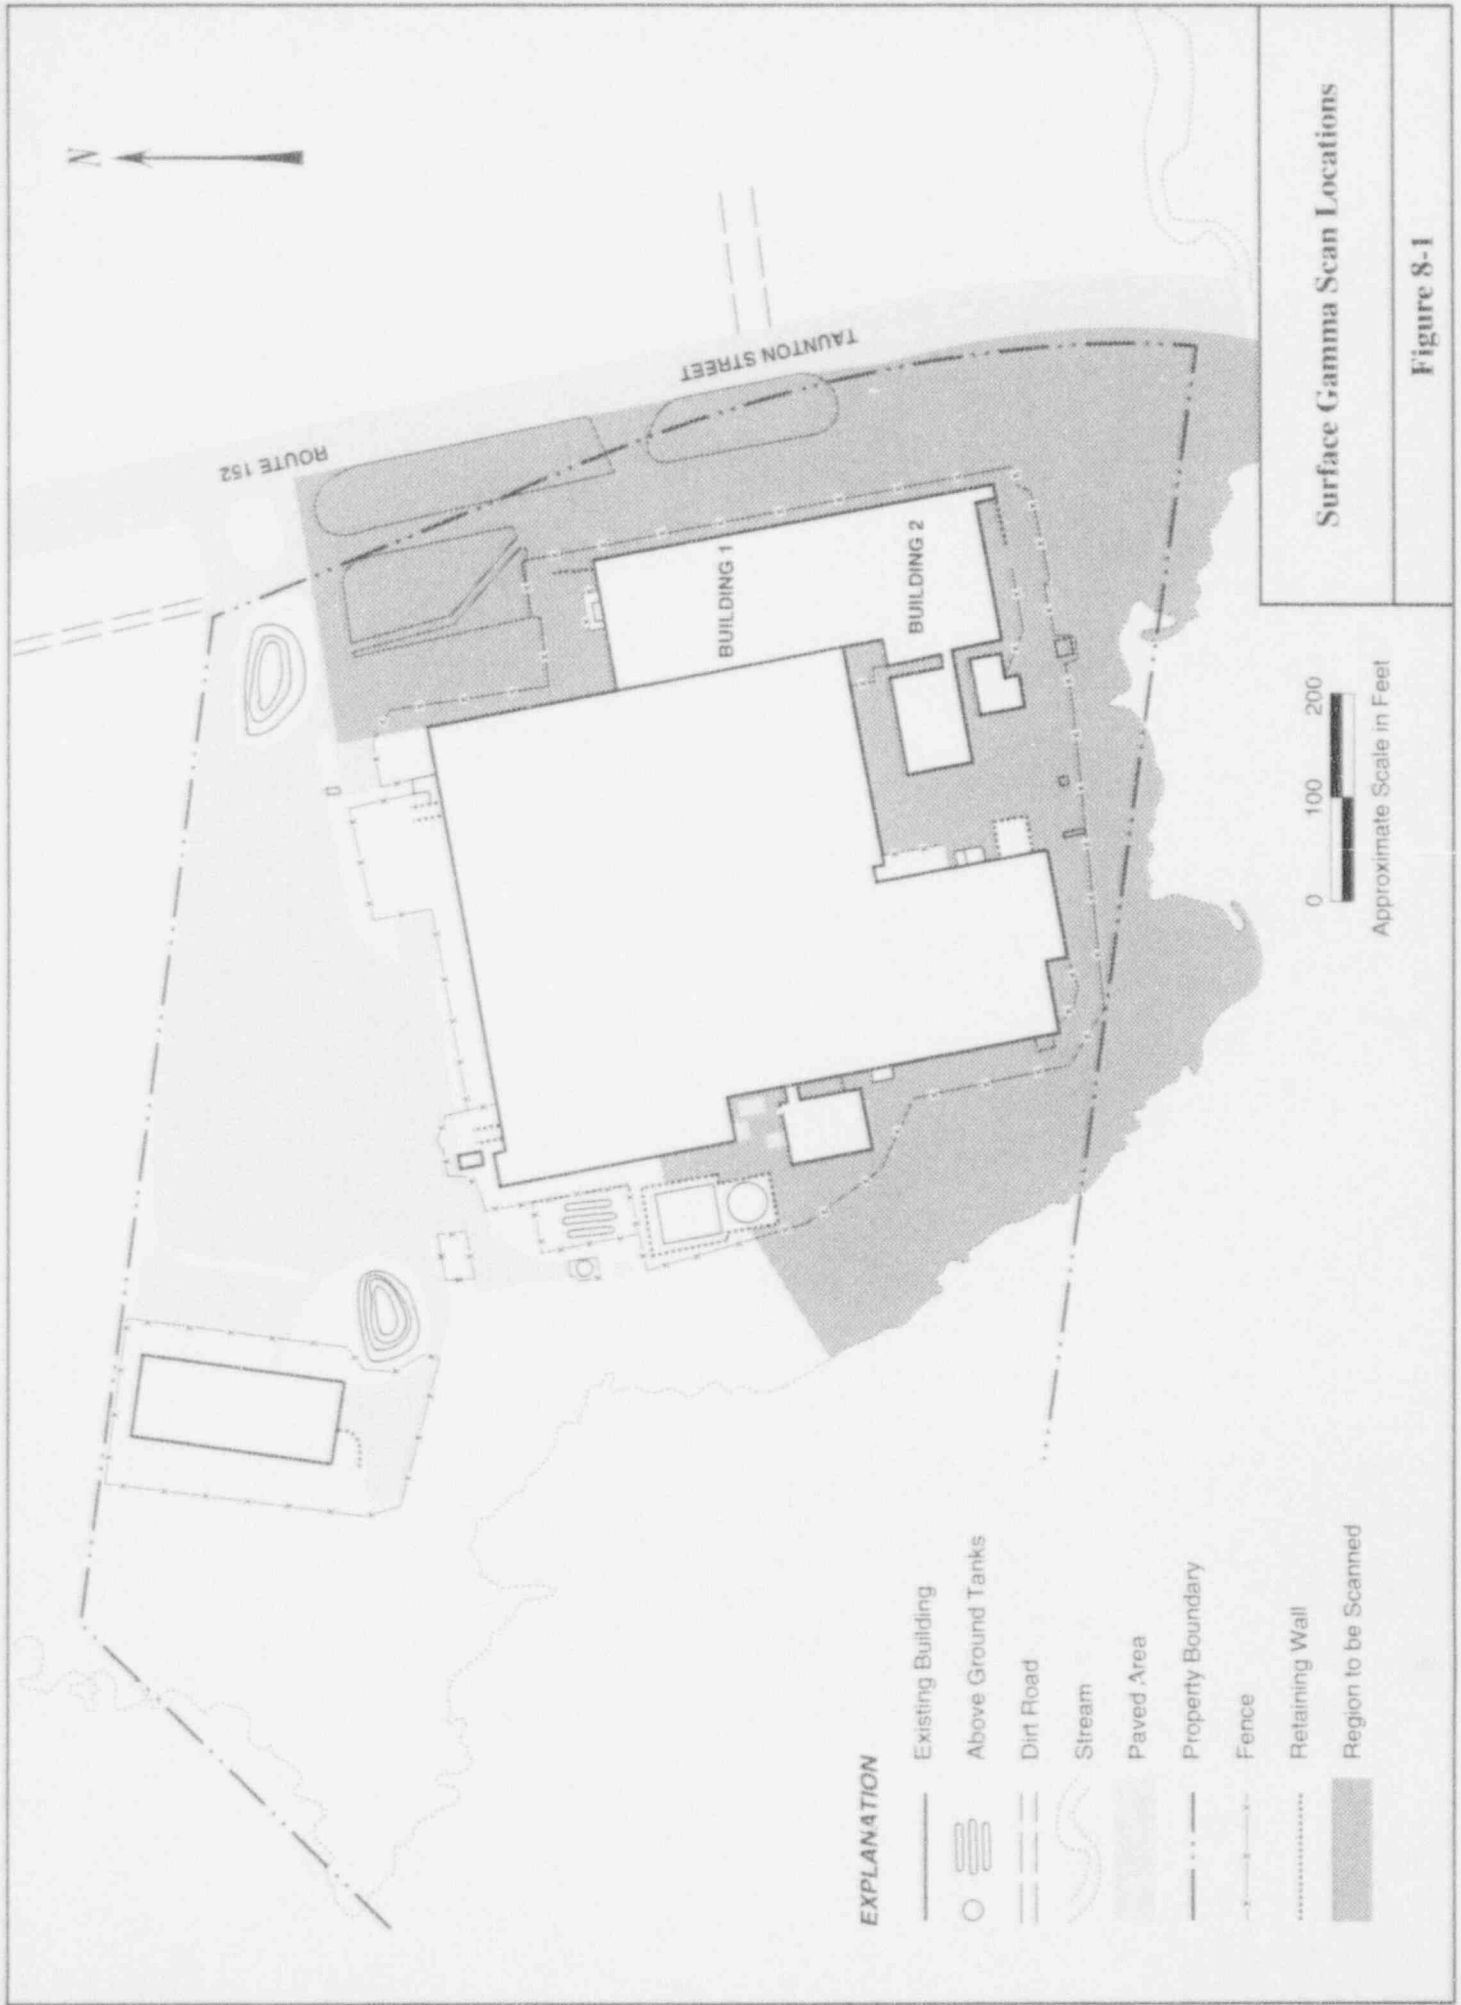 N
ROUTE 152
TAUNTON STREET
BUILDING 1
BUILDING 2
EXPLANATION
Existing Building
Above Ground Tanks
Dirt Road
Stream
Paved Area
Property Boundary
Fence
Retaining Wall
Region to be Scanned
0 100 200
Approximate Scale in Feet
Surface Gamma Scan Locations
Figure 8-1